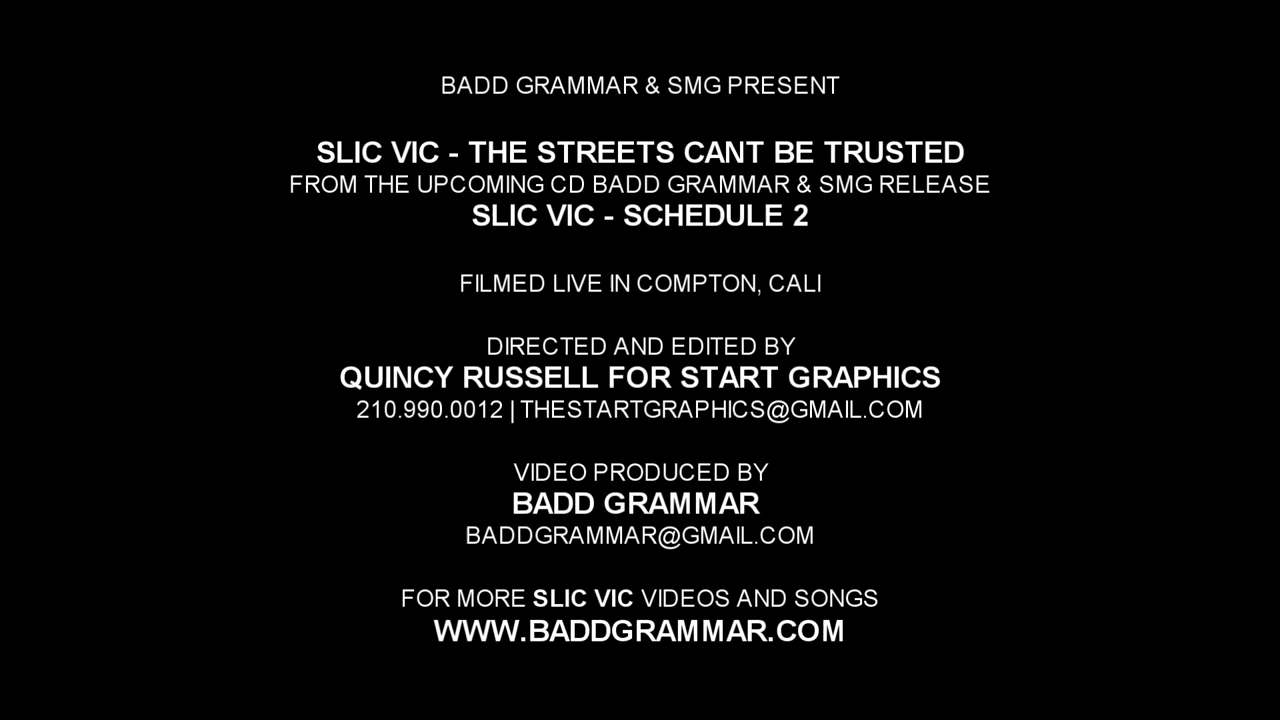 BADD GRAMMAR & SMG PRESENT
SLIC VIC - THE STREETS CANT BE TRUSTED
FROM THE UPCOMING CD BADD GRAMMAR & SMG RELEASE
SLIC VIC - SCHEDULE 2
FILMED LIVE IN COMPTON, CALI
DIRECTED AND EDITED BY
QUINCY RUSSELL FOR START GRAPHICS
210.990.0012 | THESTARTGRAPHICS@GMAIL.COM
VIDEO PRODUCED BY
BADD GRAMMAR
BADDGRAMMAR@GMAIL.COM
FOR MORE SLIC VIC VIDEOS AND SONGS
WWW.BADDGRAMMAR.COM